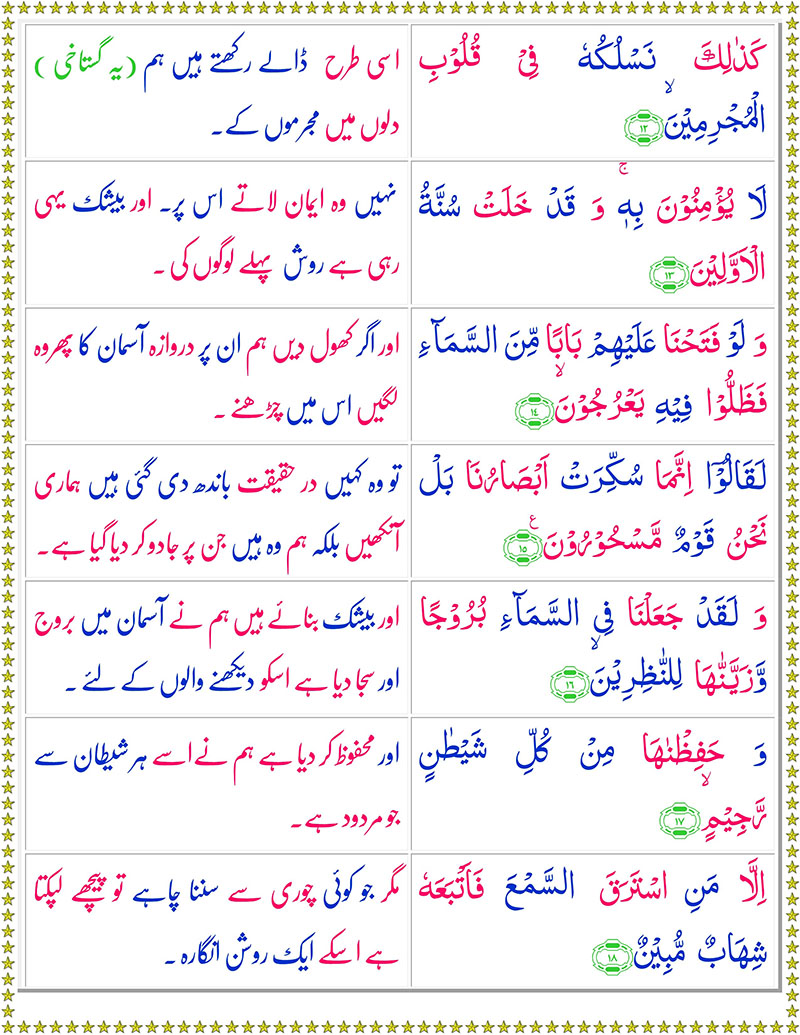 كَذٰلِكَ نَسْلُكُهٗ فِیْ قُلُوْبِ
الْمُجْرِمِیْنَۙ ۱۲
اسی طرح ڈالے رکھتے ہیں ہم (یہ گستاخی)
دلوں میں مجرموں کے۔
لَا یُؤْمِنُوْنَ بِهٖۚ وَ قَدْ خَلَتْ سُنَّةُ
الْاَوَّلِیْنَ ۱۳
نہیں وہ ایمان لاتے اس پر۔ اور بیشک یہی
رہی ہے روش پہلے لوگوں کی۔
وَ لَوْ فَتَحْنَا عَلَیْهِمْ بَابًا مِّنَ السَّمَآءِ
فَظَلُّوْا فِیْهِ یَعْرُجُوْنَۙ ۱۴
اور اگر کھول دیں ہم ان پر دروازہ آسمان کا پھر وہ
لگیں اس میں چڑھنے۔
لَقَالُوْۤا اِنَّمَا سُكِّرَتْ اَبْصَارُنَا بَلْ
نَحْنُ قَوْمٌ مَّسْحُوْرُوْنَ۠ ۱۵
تو وہ کہیں در حقیقت باندھ دی گئی ہیں ہماری
آنکھیں بلکہ ہم وہ ہیں جن پر جادو کر دیا گیا ہے۔
وَ لَقَدْ جَعَلْنَا فِی السَّمَآءِ بُرُوْجًا
وَّ زَیَّنّٰهَا لِلنّٰظِرِیْنَۙ ۱۶
اور بیشک بنائے ہیں ہم نے آسمان میں بروج
اور سجا دیا ہے اسکو دیکھنے والوں کے لئے۔
وَ حَفِظْنٰهَا مِنْ كُلِّ شَیْطٰنٍ
رَّجِیْمٍۙ ۱۷
اور محفوظ کر دیا ہے ہم نے اسے ہر شیطان سے
جو مردود ہے۔
اِلَّا مَنِ اسْتَرَقَ السَّمْعَ فَاَتْبَعَهٗ
شِهَابٌ مُّبِیْنٌ ۱۸
مگر جو کوئی چوری سے سننا چاہے تو پیچھے لپکتا
ہے اسکے ایک روشن انگارہ۔